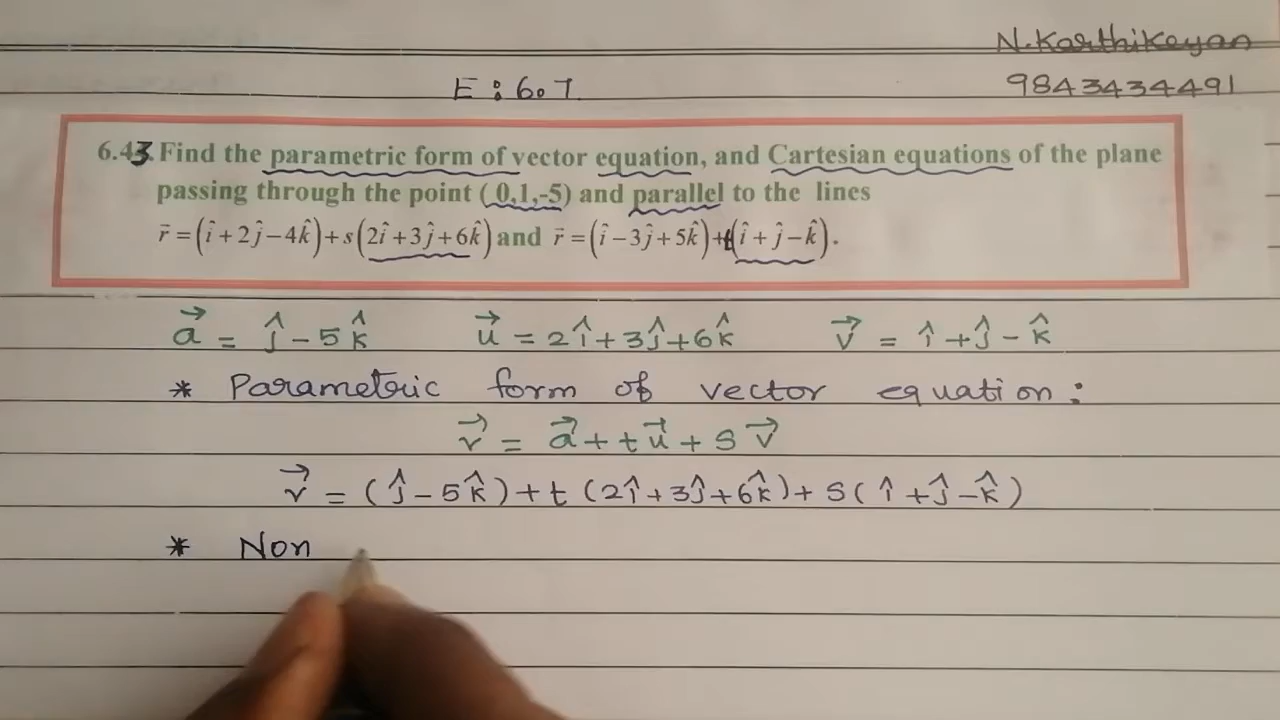 N.Karthikeyan
E : 6.7
9843434491
6.43. Find the parametric form of vector equation, and Cartesian equations of the plane
passing through the point ( 0,1,-5) and parallel to the lines
r⃗ = (î + 2ĵ − 4k̂) + s(2î + 3ĵ + 6k̂) and r⃗ = (î − 3ĵ + 5k̂) + t(î + ĵ − k̂).
a⃗ = ĵ − 5k̂ u⃗ = 2î + 3ĵ + 6k̂ v⃗ = î + ĵ − k̂
* Parametric form of vector equation :
r⃗ = a⃗ + t u⃗ + s v⃗
r⃗ = (ĵ − 5k̂) + t (2î + 3ĵ + 6k̂) + s (î + ĵ − k̂)
* Non